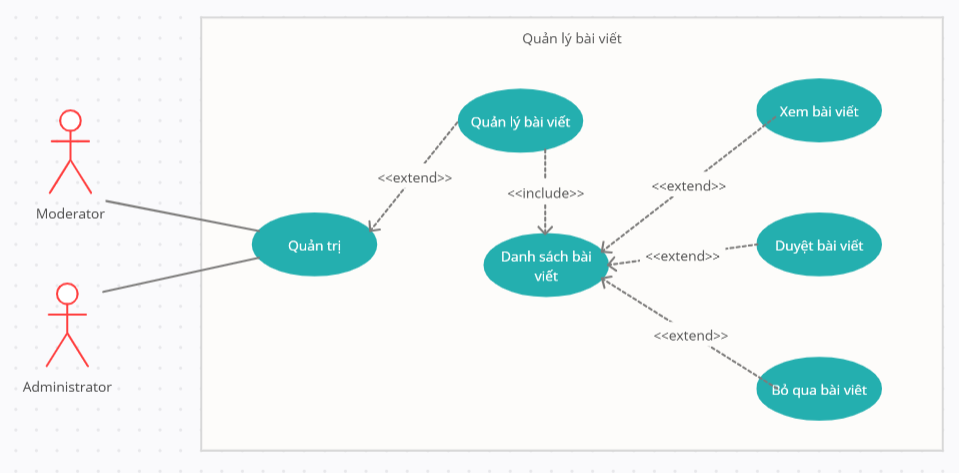 Quản lý bài viết
Quản lý bài viết
Xem bài viết
<<extend>>
<<extend>>
<<include>>
Moderator
Quản trị
Danh sách bài
viết
Duyệt bài viết
<<extend>>
<<extend>>
Administrator
Bỏ qua bài viêt